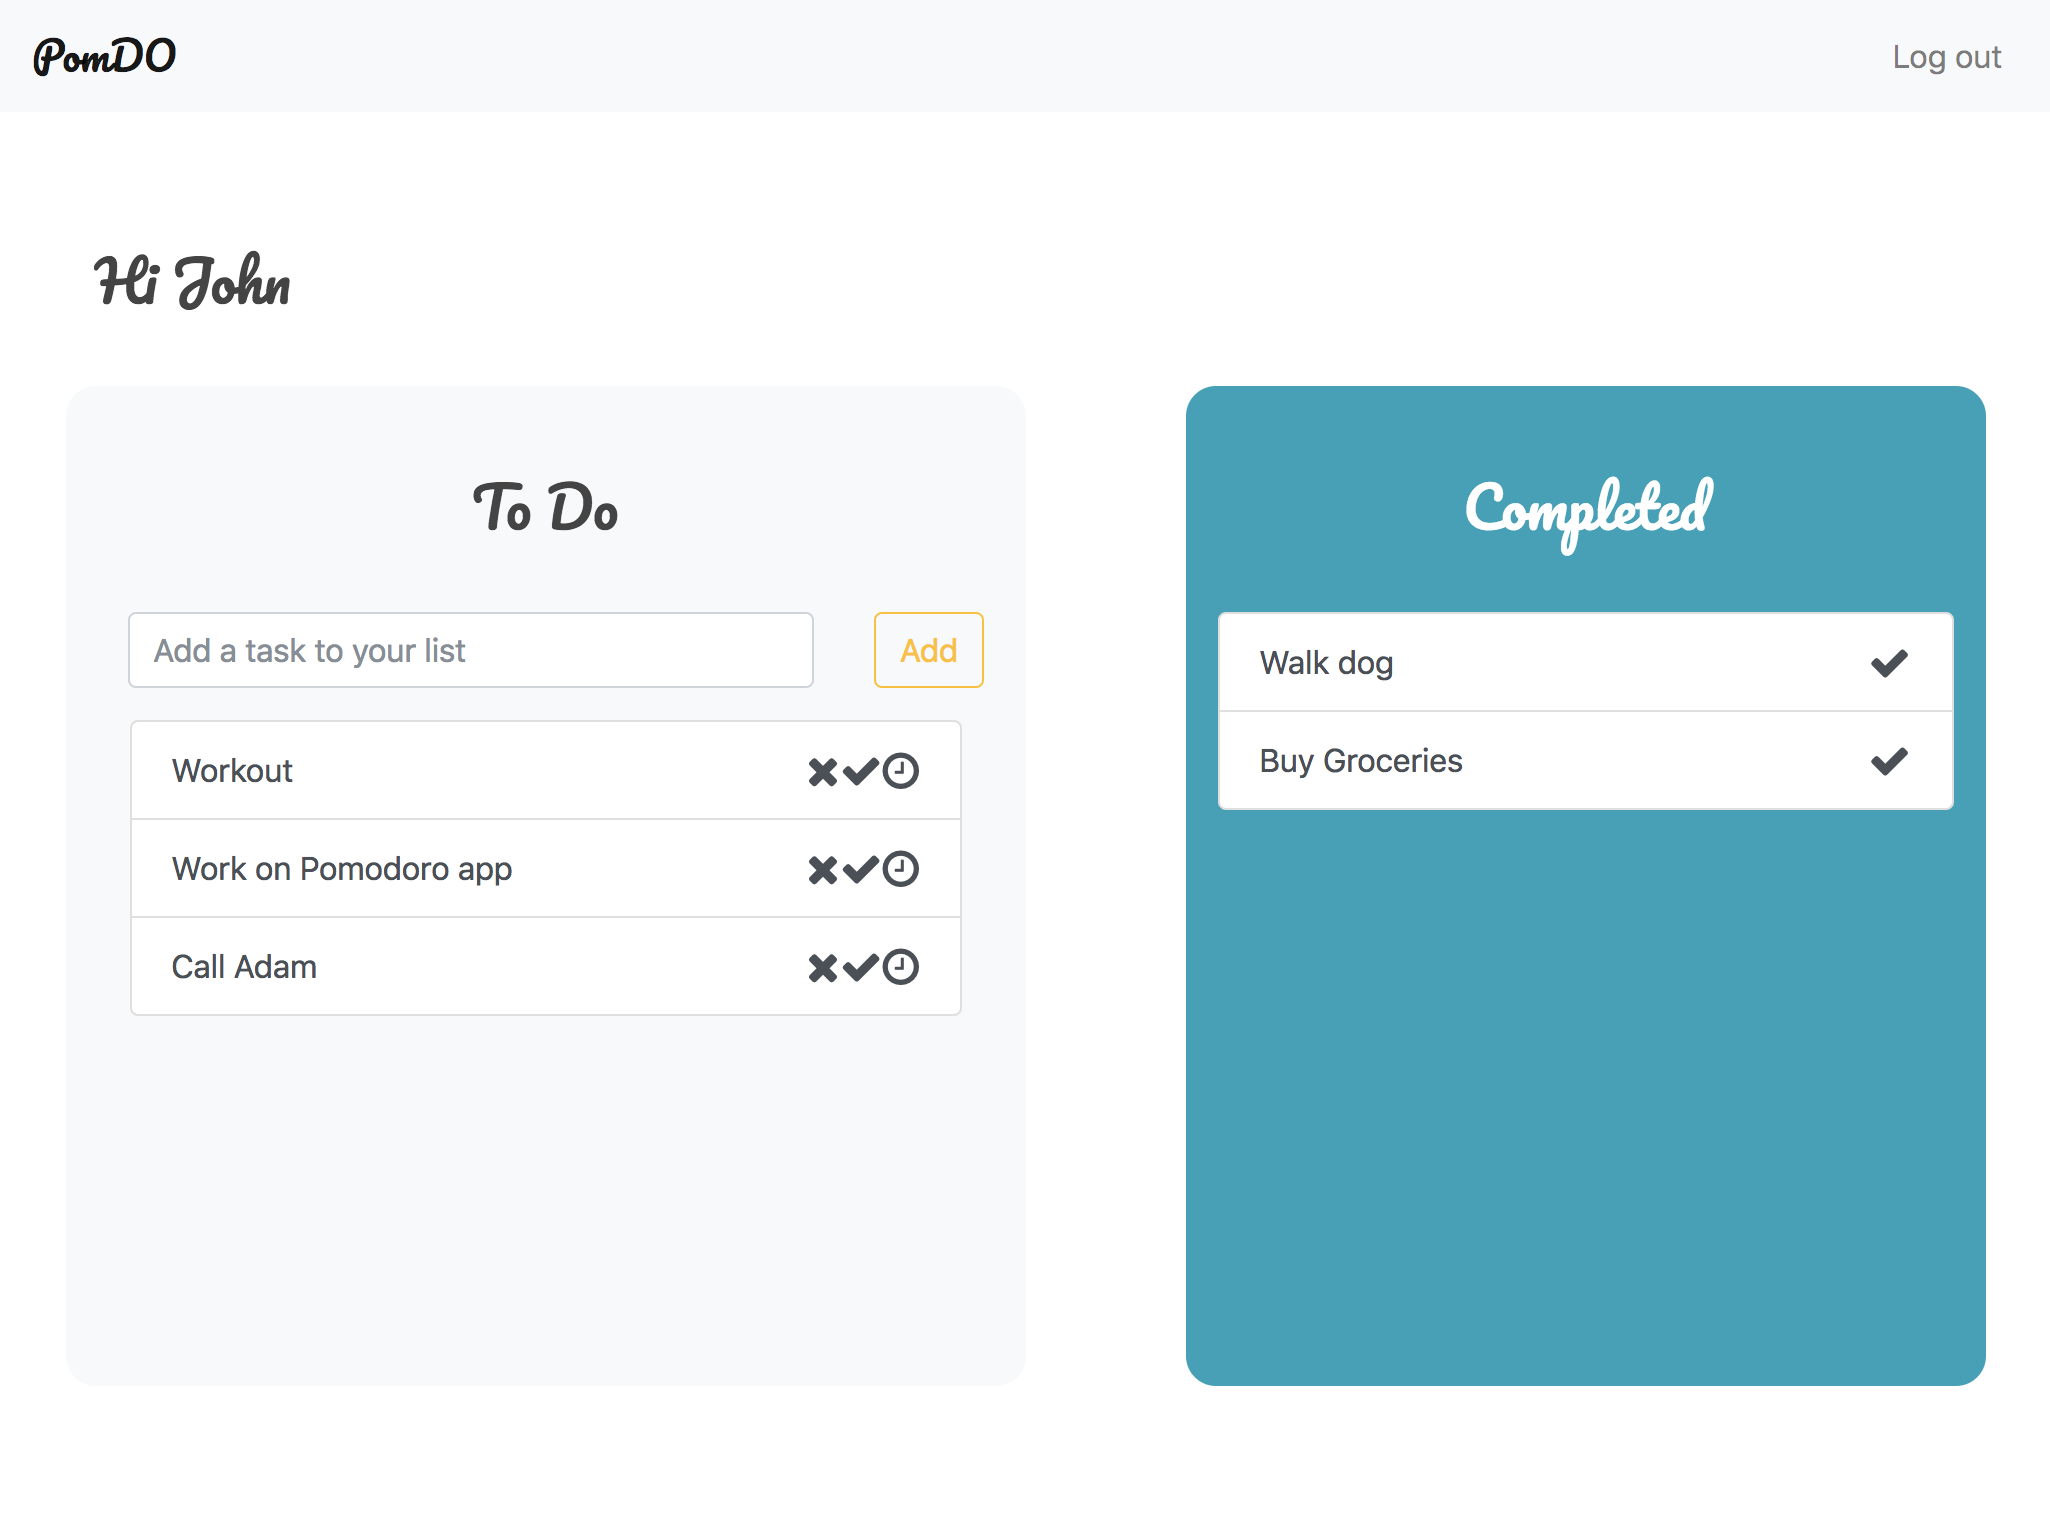 PomDO
Log out
Hi John
To Do
Add a task to your list
Add
Workout
Work on Pomodoro app
Call Adam
Completed
Walk dog
Buy Groceries